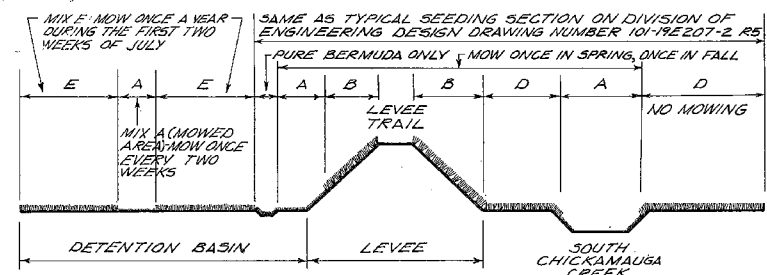 MIX E: MOW ONCE A YEAR
DURING THE FIRST TWO
WEEKS OF JULY
SAME AS TYPICAL SEEDING SECTION ON DIVISION OF
ENGINEERING DESIGN DRAWING NUMBER 101-19E207-2 R5
PURE BERMUDA ONLY
MOW ONCE IN SPRING, ONCE IN FALL
E
A
E
A
B
B
D
A
D
LEVEE
TRAIL
NO MOWING
MIX A (MOWED
AREA)-MOW ONCE
EVERY TWO
WEEKS
DETENTION BASIN
LEVEE
SOUTH
CHICKAMAUGA
CREEK